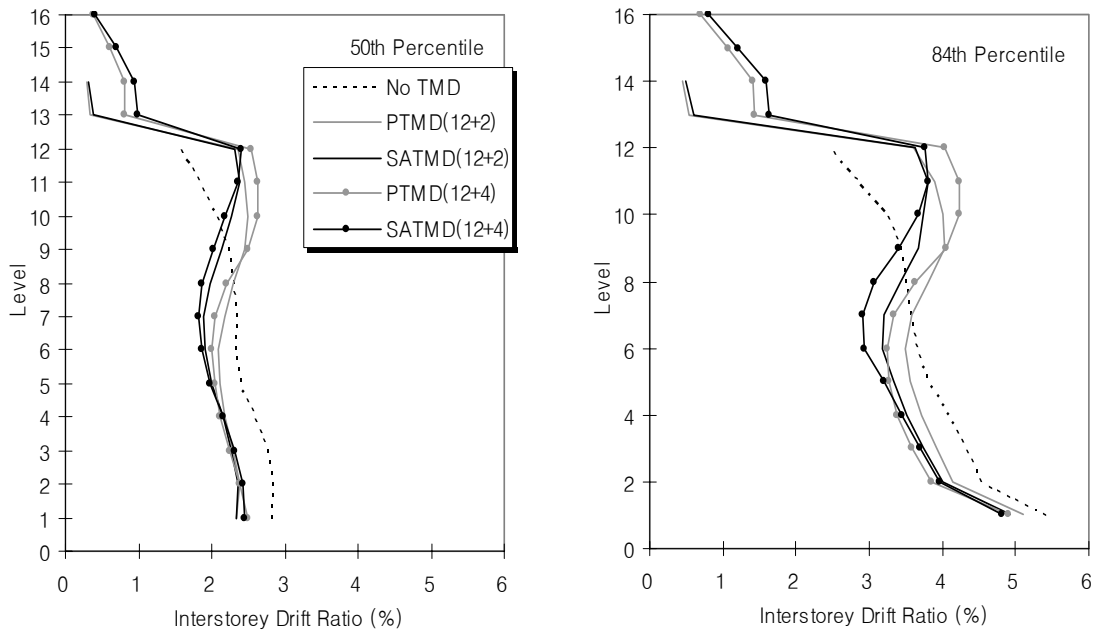 50th Percentile
No TMD
PTMD(12+2)
SATMD(12+2)
PTMD(12+4)
SATMD(12+4)
16
15
14
13
12
11
10
9
8
7
6
5
4
3
2
1
0
Level
0 1 2 3 4 5 6
Interstorey Drift Ratio (%)
84th Percentile
16
14
12
10
8
6
4
2
0
Level
0 1 2 3 4 5 6
Interstorey Drift Ratio (%)